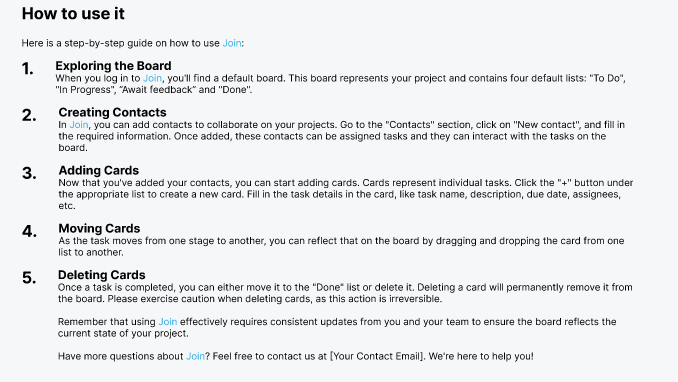 How to use it
Here is a step-by-step guide on how to use Join:
1. Exploring the Board
When you log in to Join, you'll find a default board. This board represents your project and contains four default lists: "To Do",
"In Progress", “Await feedback” and "Done".
2. Creating Contacts
In Join, you can add contacts to collaborate on your projects. Go to the "Contacts" section, click on "New contact", and fill in
the required information. Once added, these contacts can be assigned tasks and they can interact with the tasks on the
board.
3. Adding Cards
Now that you've added your contacts, you can start adding cards. Cards represent individual tasks. Click the "+" button under
the appropriate list to create a new card. Fill in the task details in the card, like task name, description, due date, assignees,
etc.
4. Moving Cards
As the task moves from one stage to another, you can reflect that on the board by dragging and dropping the card from one
list to another.
5. Deleting Cards
Once a task is completed, you can either move it to the "Done" list or delete it. Deleting a card will permanently remove it from
the board. Please exercise caution when deleting cards, as this action is irreversible.
Remember that using Join effectively requires consistent updates from you and your team to ensure the board reflects the
current state of your project.
Have more questions about Join? Feel free to contact us at [Your Contact Email]. We're here to help you!